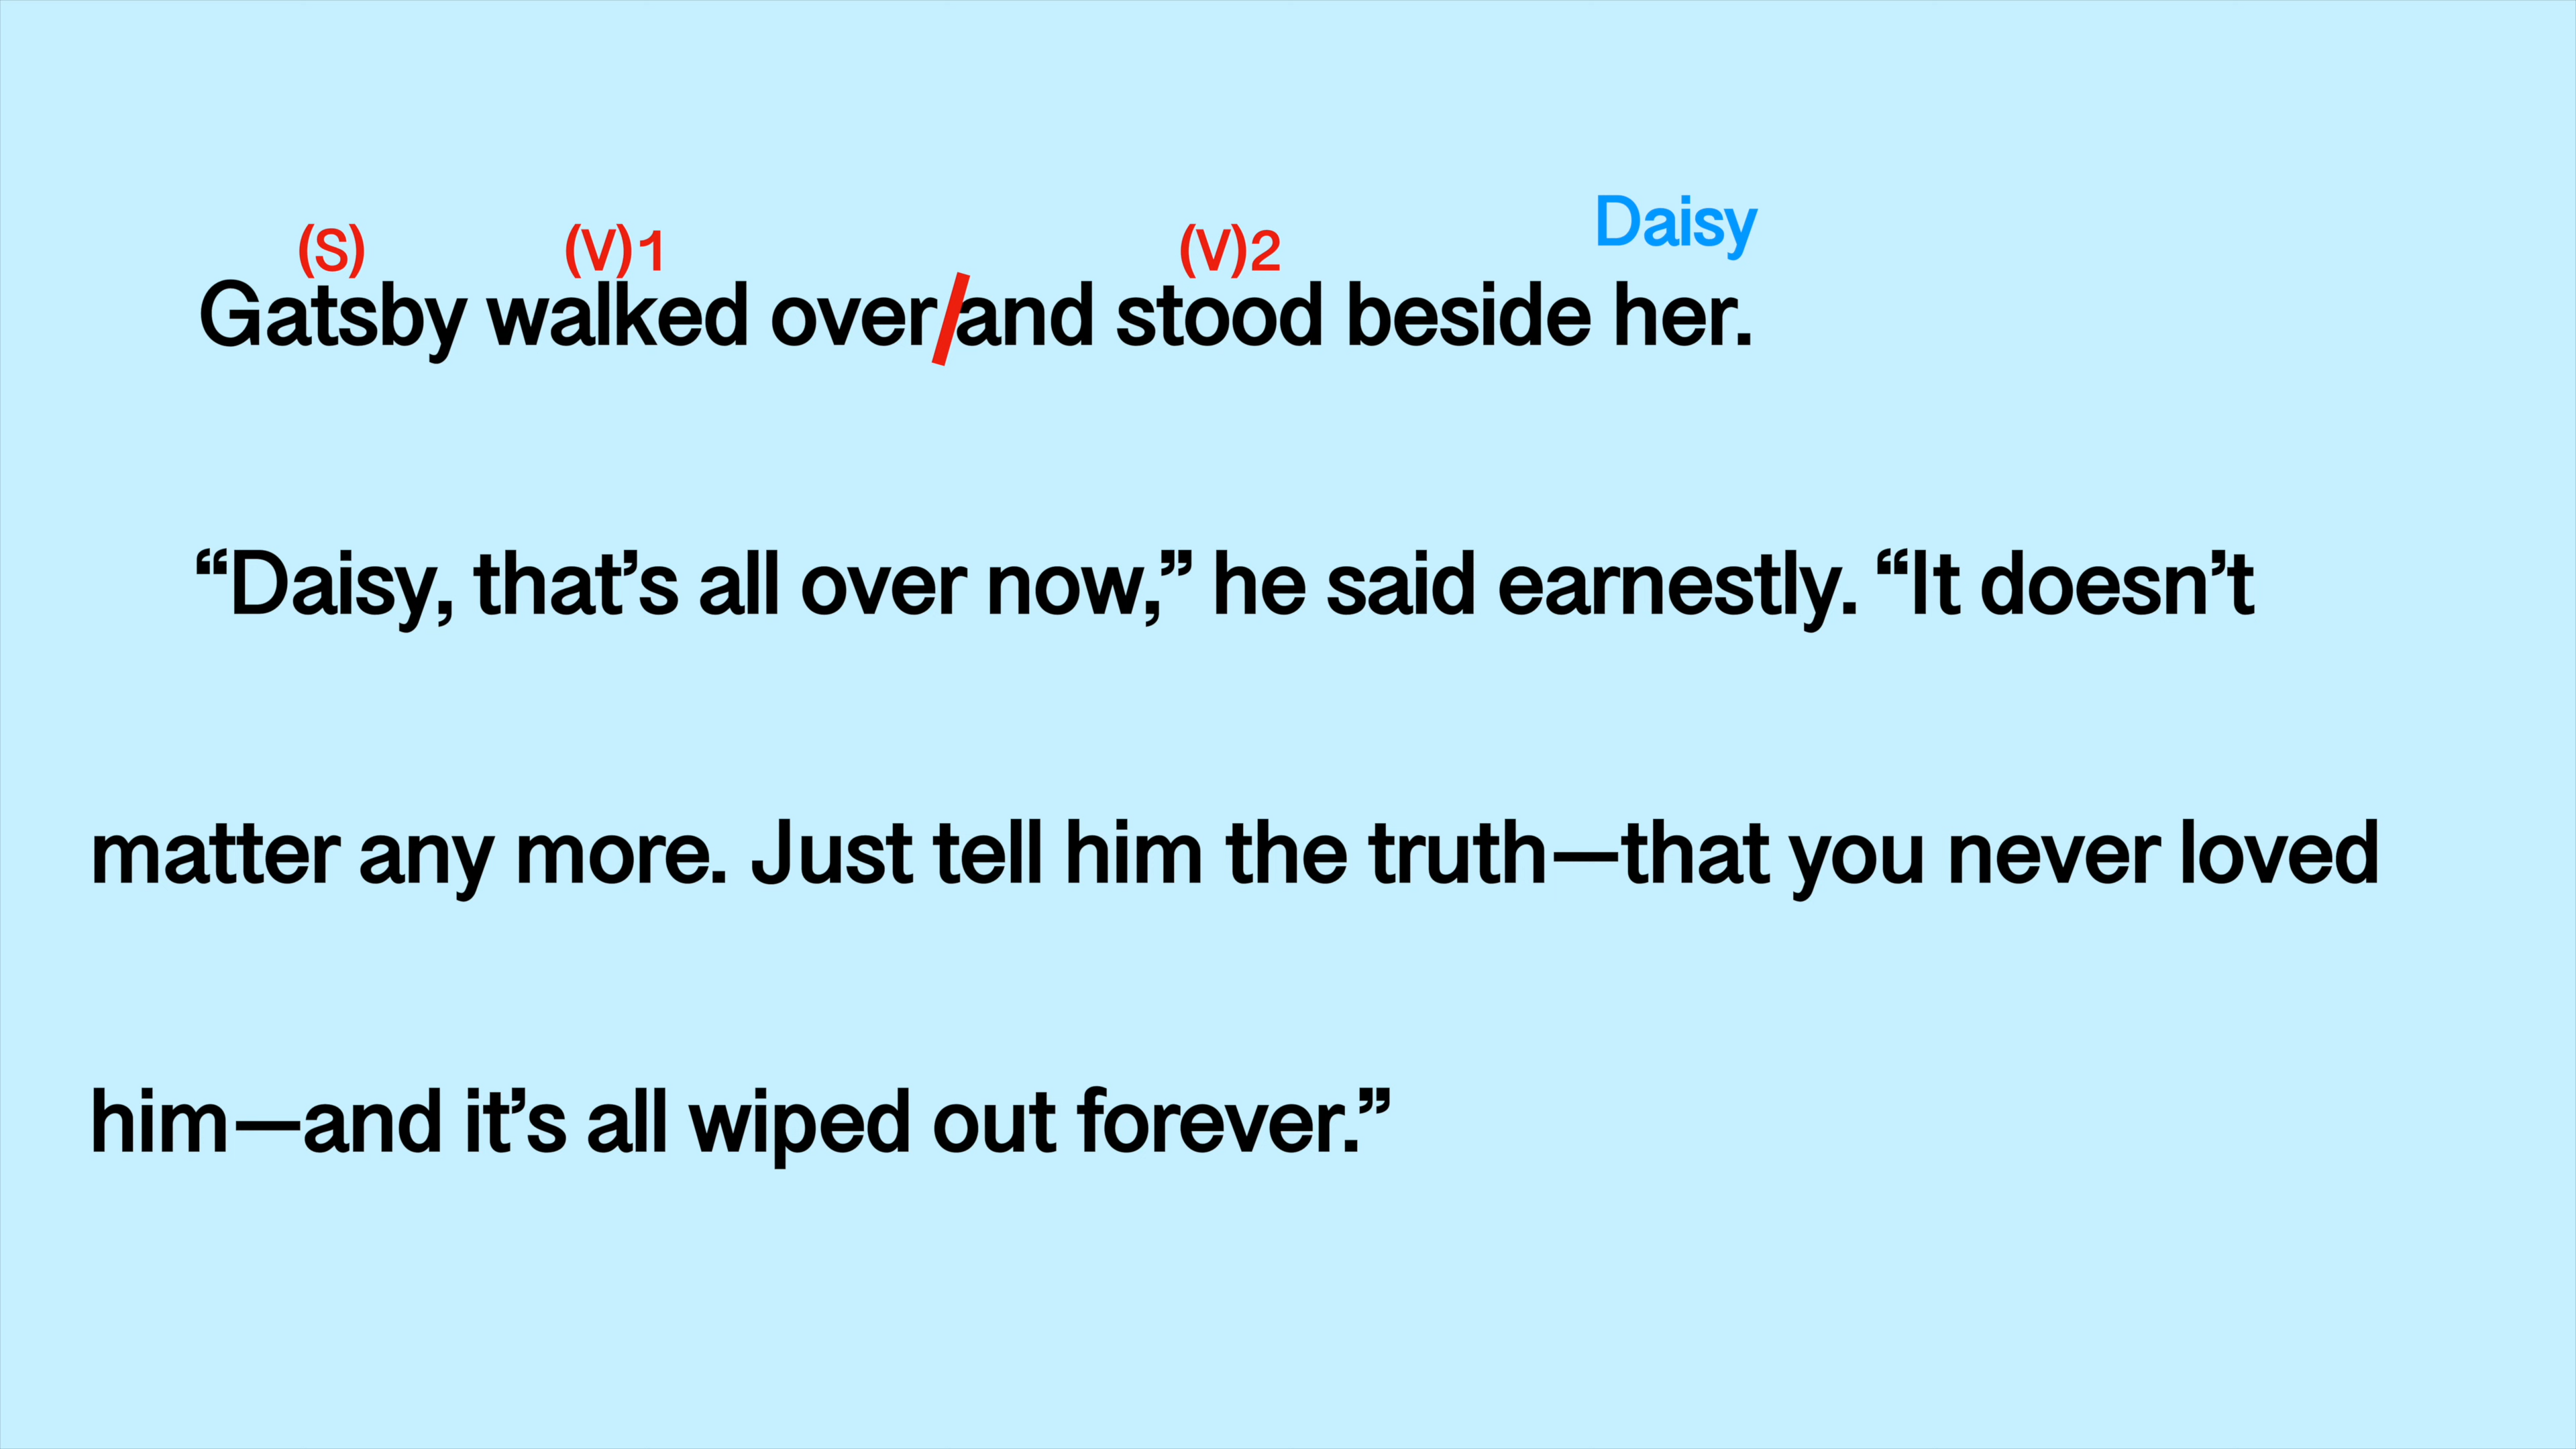 Daisy
(S) (V)1 (V)2
Gatsby walked over/and stood beside her.
“Daisy, that’s all over now,” he said earnestly. “It doesn’t
matter any more. Just tell him the truth—that you never loved
him—and it’s all wiped out forever.”